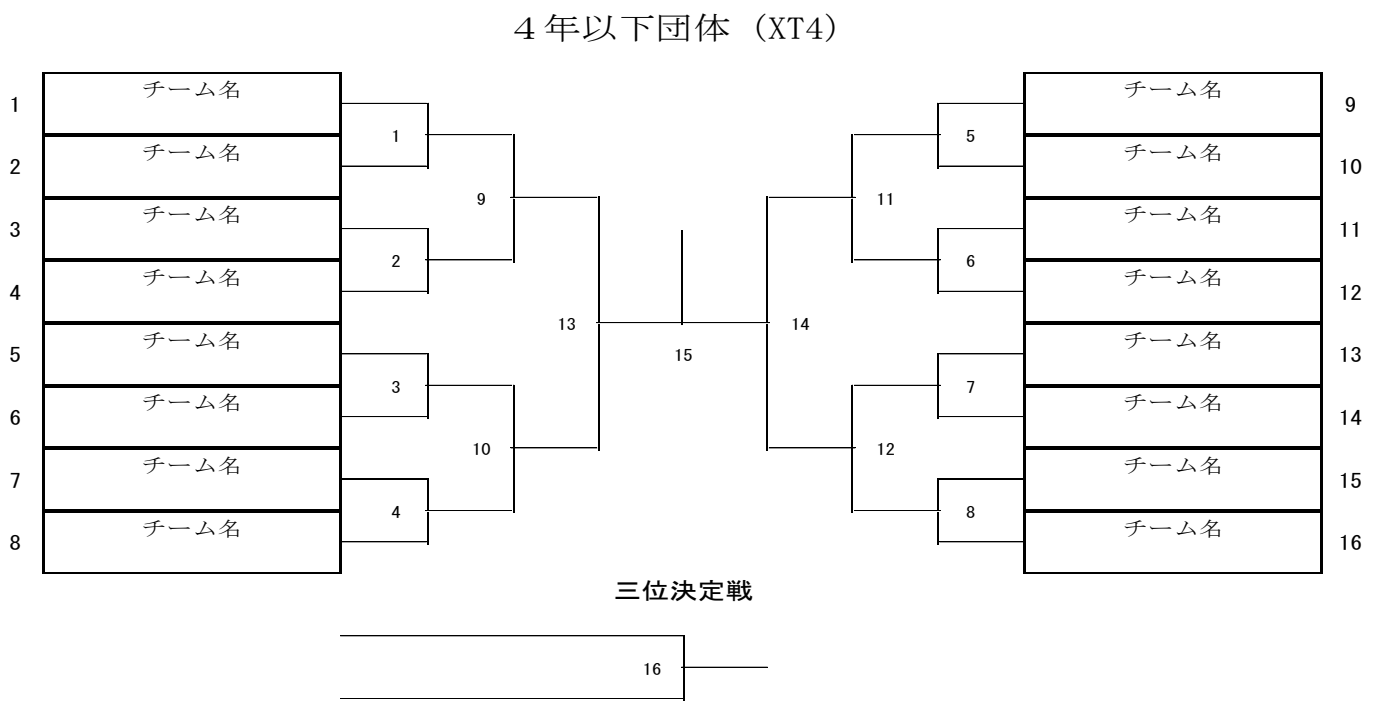 ４年以下団体 (XT4)
1 チーム名 チーム名 9
1 5
2 チーム名 チーム名 10
9 11
3 チーム名 チーム名 11
2 6
4 チーム名 チーム名 12
13 14
15
5 チーム名 チーム名 13
3 7
6 チーム名 チーム名 14
10 12
7 チーム名 チーム名 15
4 8
8 チーム名 チーム名 16
三位決定戦
16